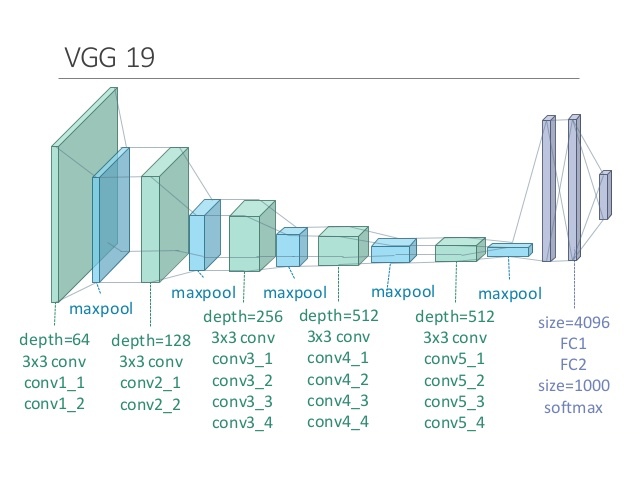 VGG 19
maxpool
maxpool
maxpool
maxpool
maxpool
depth=64
3x3 conv
conv1_1
conv1_2
depth=128
3x3 conv
conv2_1
conv2_2
depth=256
3x3 conv
conv3_1
conv3_2
conv3_3
conv3_4
depth=512
3x3 conv
conv4_1
conv4_2
conv4_3
conv4_4
depth=512
3x3 conv
conv5_1
conv5_2
conv5_3
conv5_4
size=4096
FC1
FC2
size=1000
softmax